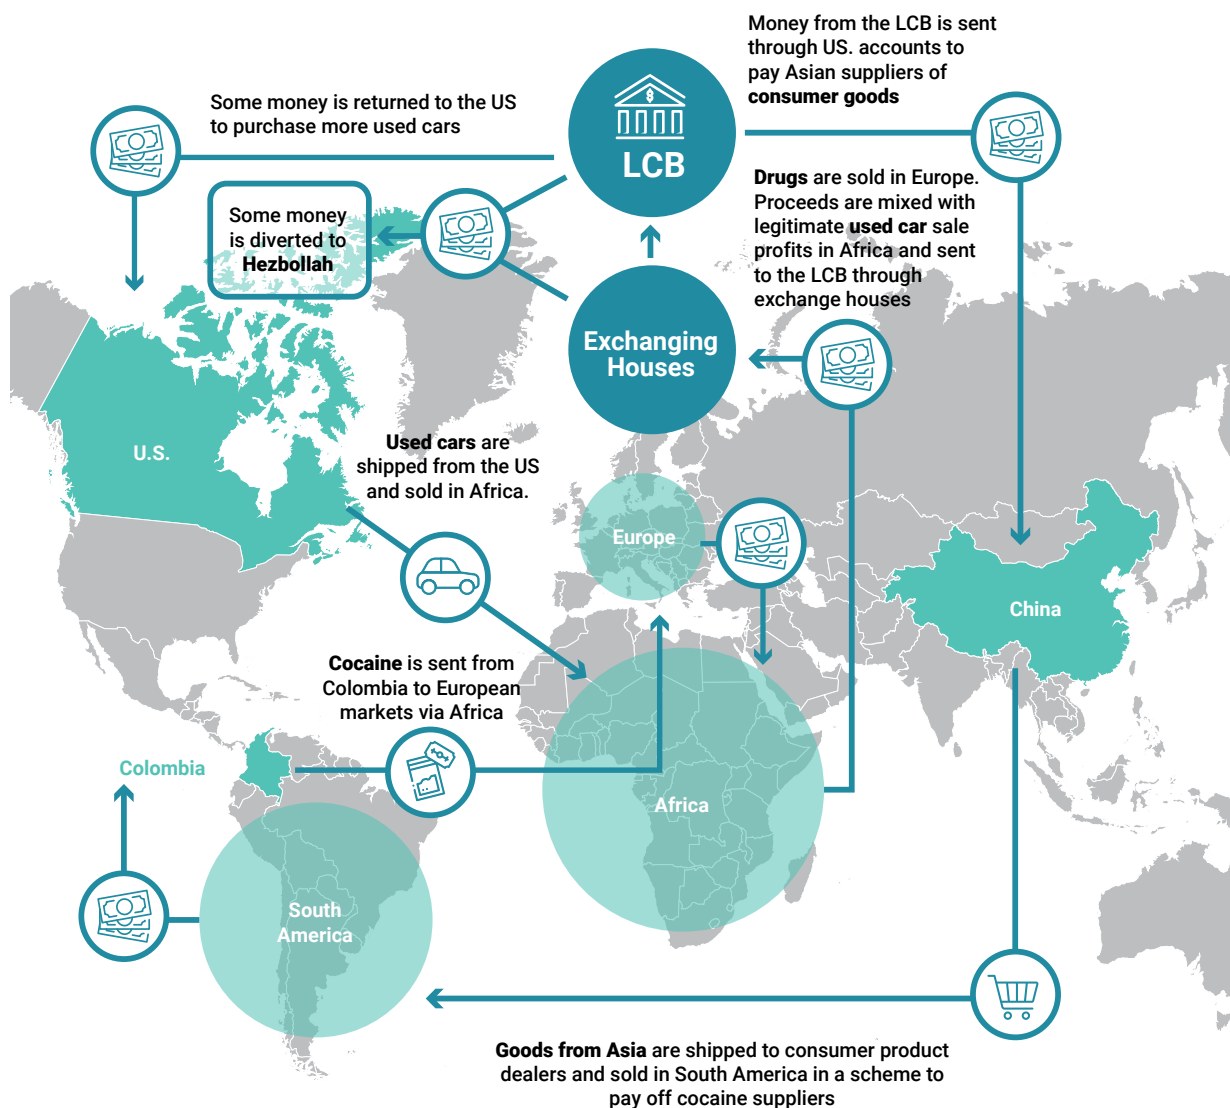 Money from the LCB is sent
through US. accounts to
pay Asian suppliers of
consumer goods
Some money is returned to the US
to purchase more used cars
LCB
Drugs are sold in Europe.
Proceeds are mixed with
legitimate used car sale
profits in Africa and sent
to the LCB through
exchange houses
Some money
is diverted to
Hezbollah
Exchanging
Houses
U.S.
Used cars are
shipped from the US
and sold in Africa.
Europe
China
Cocaine is sent from
Colombia to European
markets via Africa
Colombia
Africa
South
America
Goods from Asia are shipped to consumer product
dealers and sold in South America in a scheme to
pay off cocaine suppliers